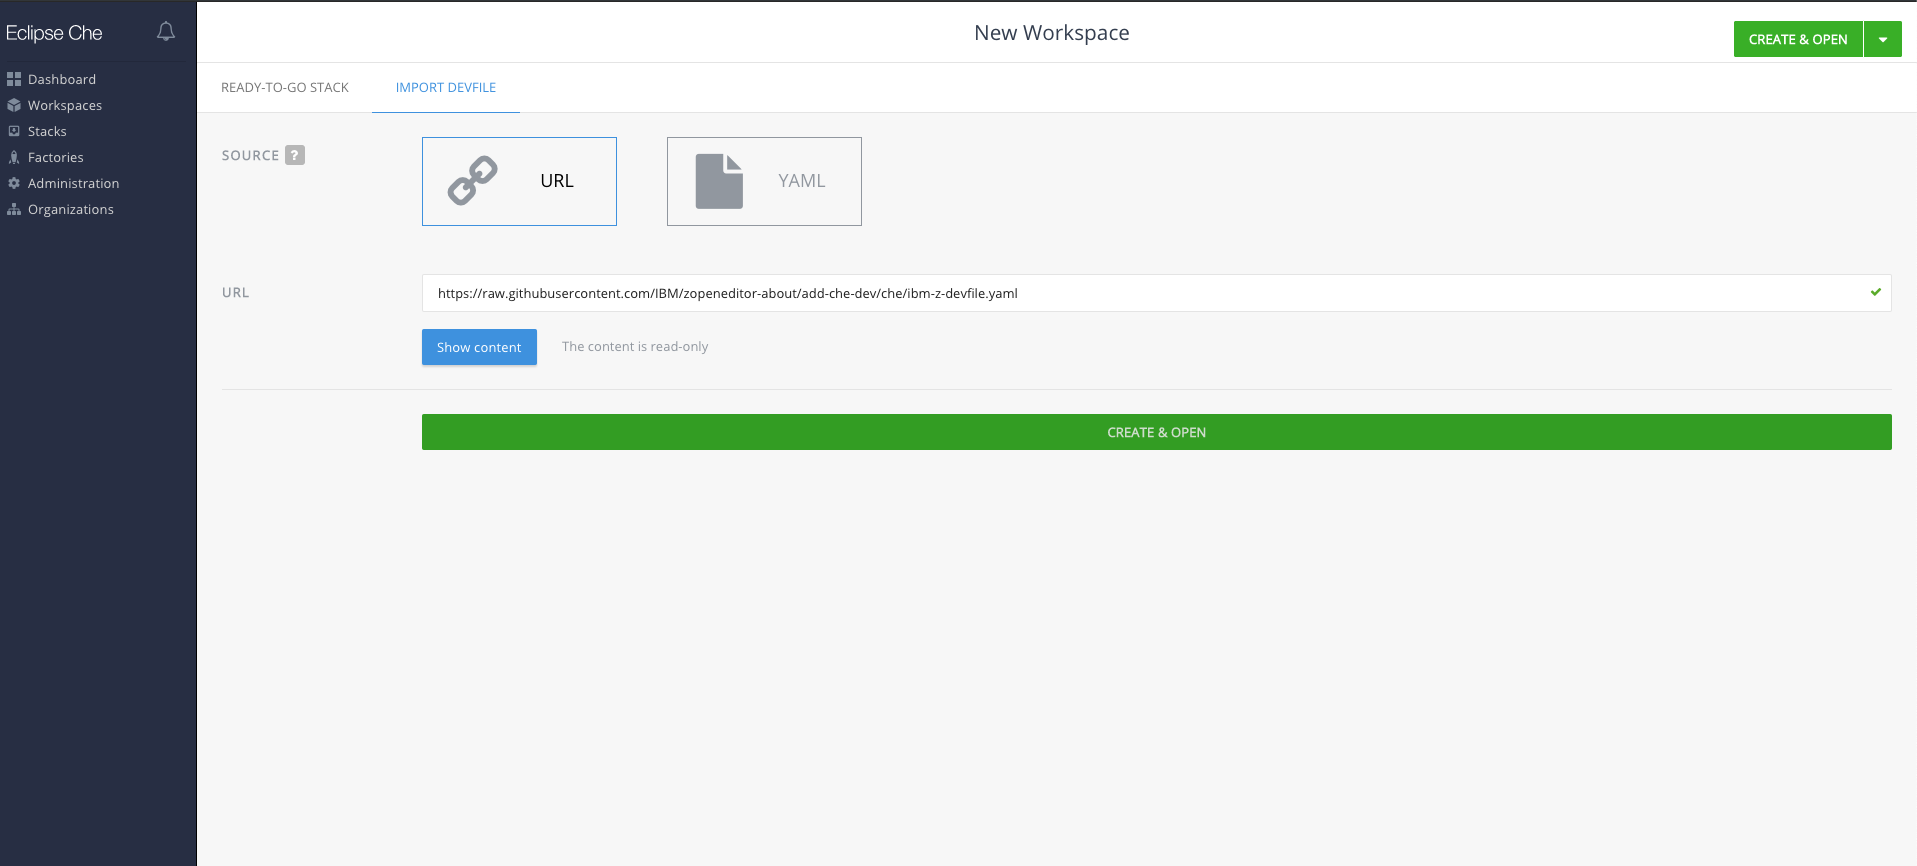 Eclipse Che
New Workspace
CREATE & OPEN
Dashboard
Workspaces
Stacks
Factories
Administration
Organizations
READY-TO-GO STACK
IMPORT DEVFILE
SOURCE ?
URL
YAML
URL
https://raw.githubusercontent.com/IBM/zopeneditor-about/add-che-dev/che/ibm-z-devfile.yaml
Show content
The content is read-only
CREATE & OPEN